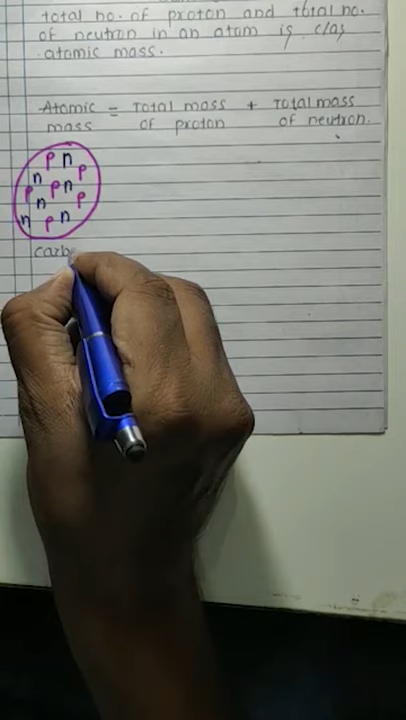 total no. of proton and total no.
of neutron in an atom is
atomic mass.
Atomic = Total mass + Total mass
mass of proton of neutron.
p n
n p
p p n
n p
n p n
carb